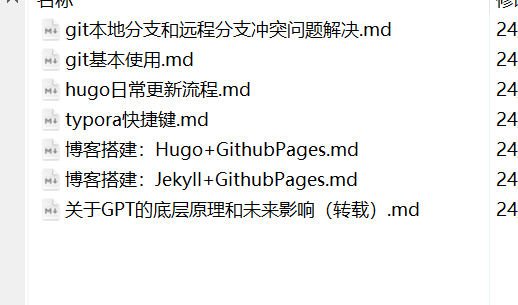 名称
git本地分支和远程分支冲突问题解决.md 24
git基本使用.md 24
hugo日常更新流程.md 24
typora快捷键.md 24
博客搭建：Hugo+GithubPages.md 24
博客搭建：Jekyll+GithubPages.md 24
关于GPT的底层原理和未来影响（转载）.md 24